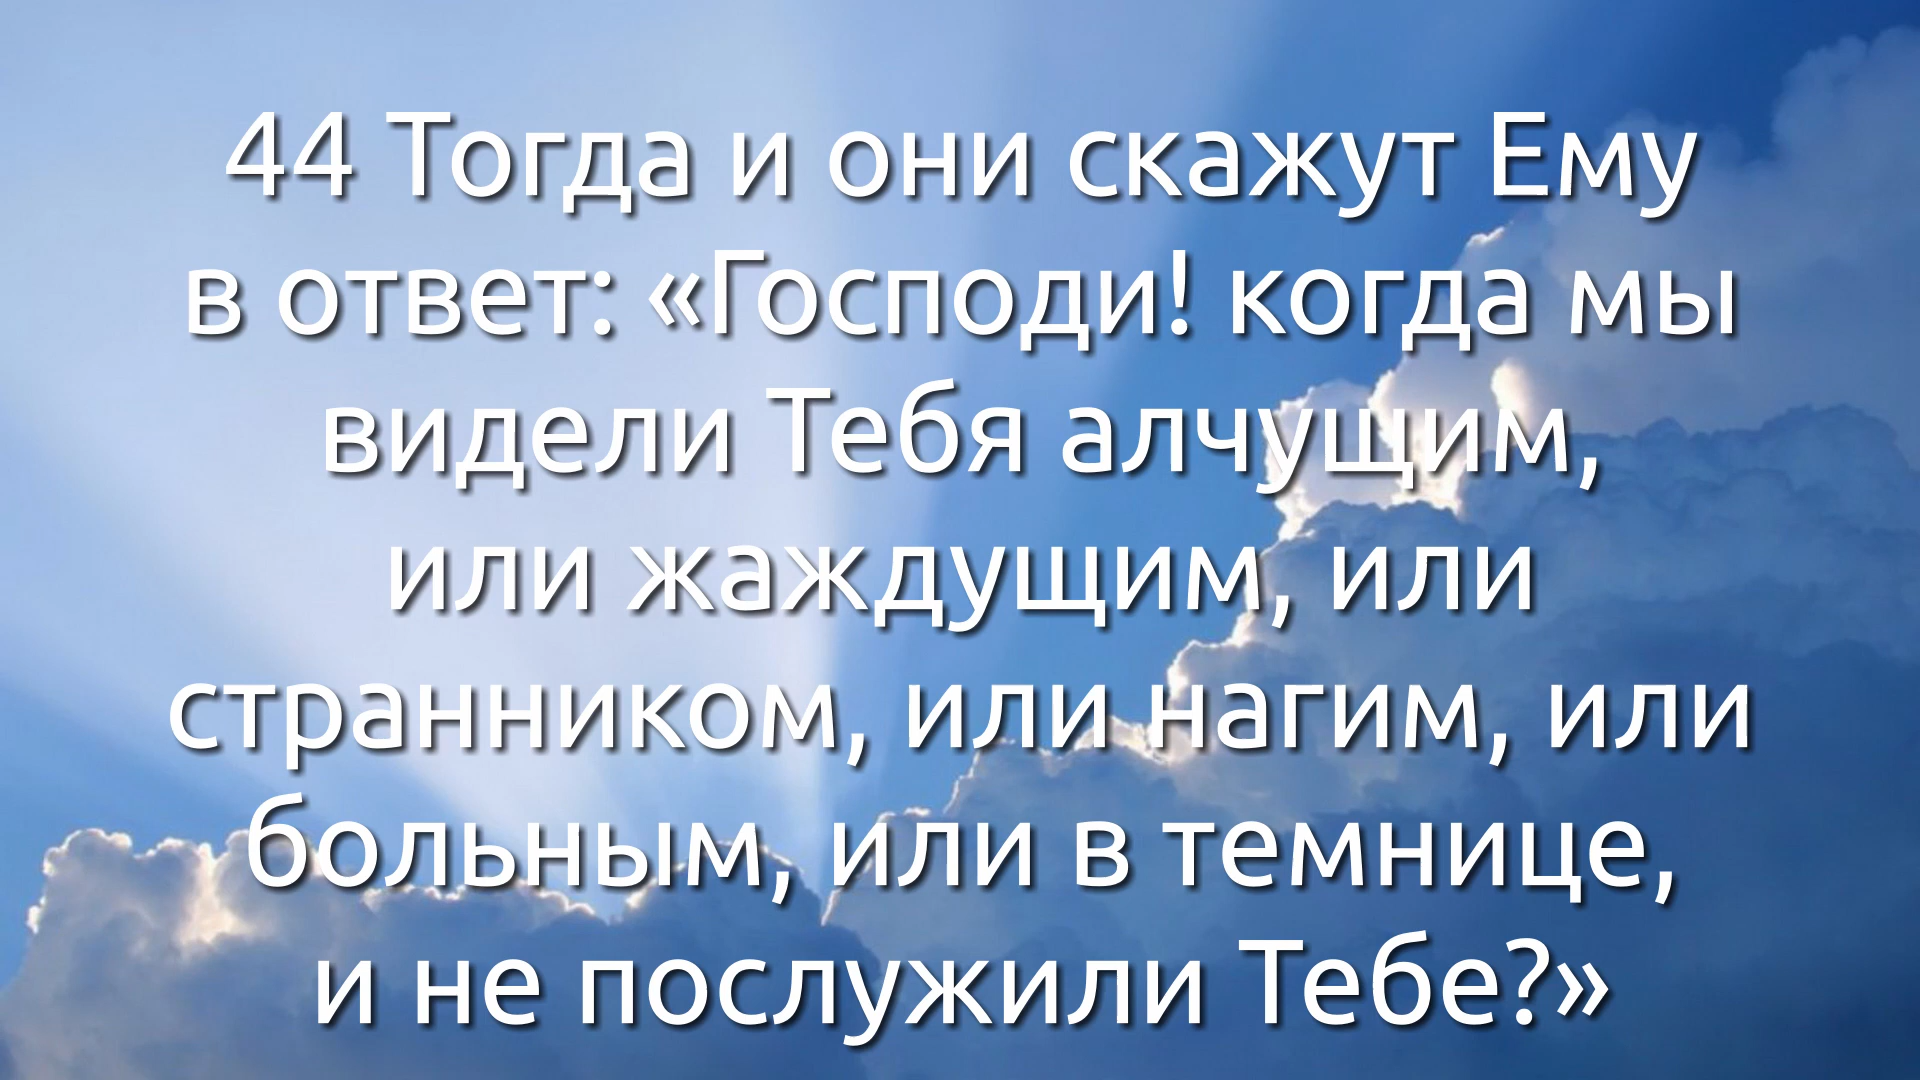 44 Тогда и они скажут Ему
в ответ: «Господи! когда мы
видели Тебя алчущим,
или жаждущим, или
странником, или нагим, или
больным, или в темнице,
и не послужили Тебе?»